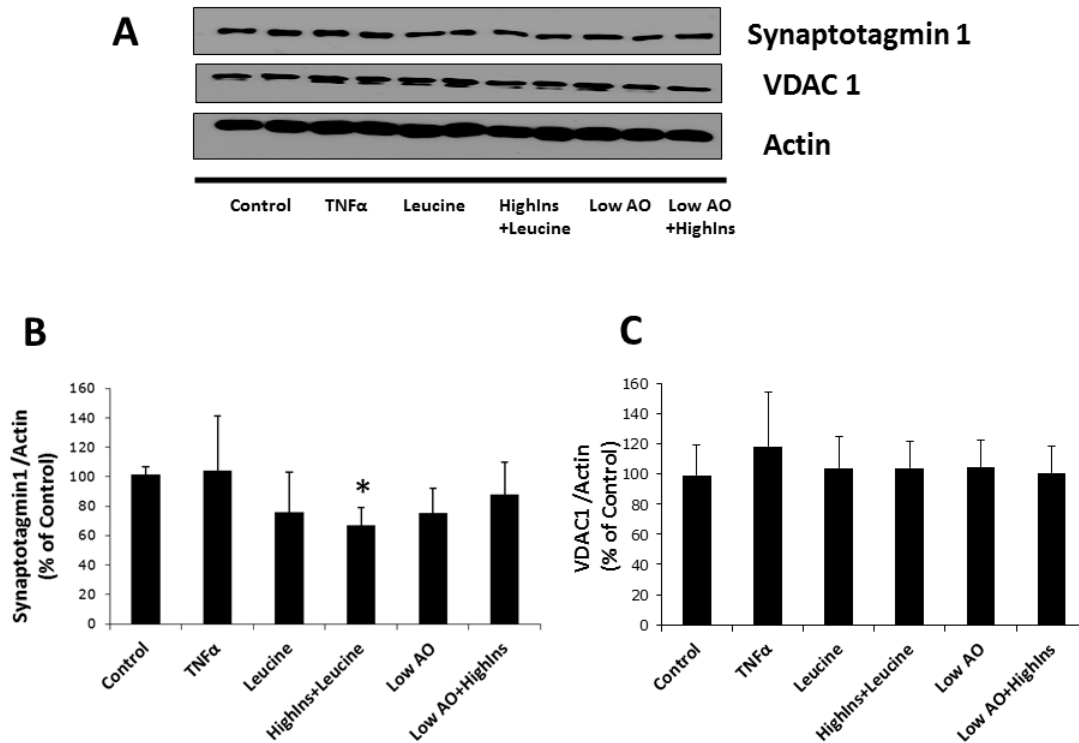 A
Synaptotagmin 1
VDAC 1
Actin
Control TNFα Leucine HighIns Low AO Low AO
+Leucine +HighIns
B
Synaptotagmin1 /Actin
(% of Control)
160
140
120
100
80
60
40
20
0
*
Control TNFα Leucine HighIns+Leucine Low AO Low AO+HighIns
C
VDAC1 /Actin
(% of Control)
160
140
120
100
80
60
40
20
0
Control TNFα Leucine HighIns+Leucine Low AO Low AO+HighIns